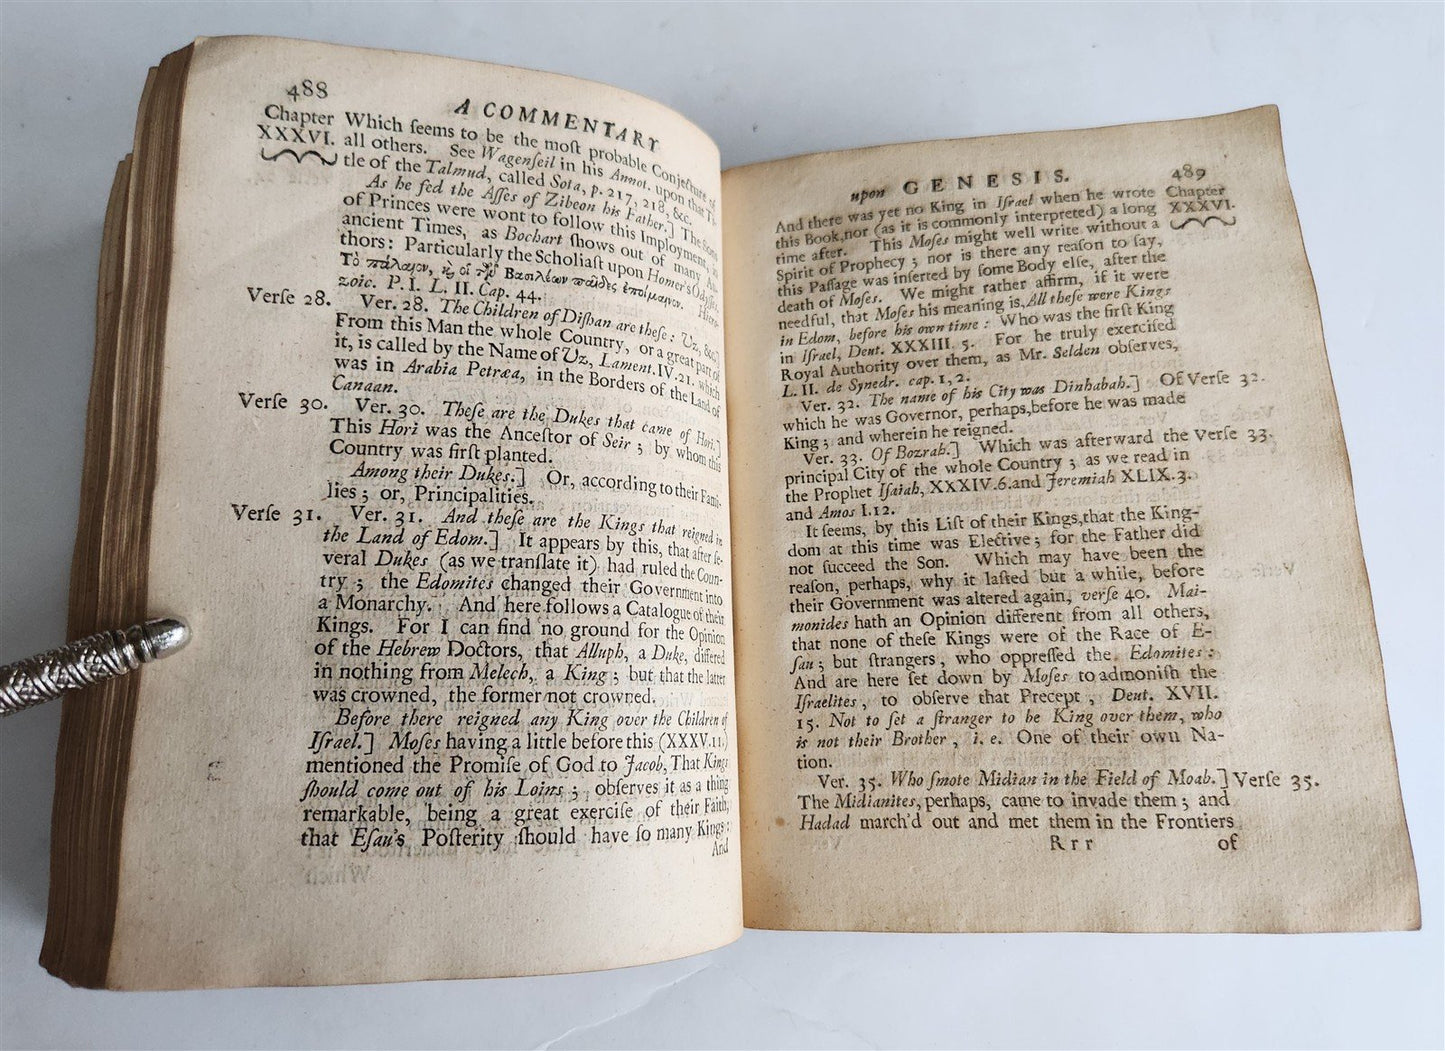 488
A COMMENTARY
Chapter XXXVI.
Which ſeems to be the moſt probable Conjecture of
all others. See Wagenſeil in his Annot. upon that Ti-
tle of the Talmud, called Sota, p. 217, 218, &c.
As he fed the Aſſes of Zibeon his Father.] The Sons
of Princes were wont to follow this Imployment, in
ancient Times, as Bochart ſhows out of many Au-
thors: Particularly the Scholiaſt upon Homer's Odyſſes,
Τὸ πάλαιον, κ οἱ τῶν Βασιλέων παῖδες ἐποίμαινον. Hiero-
zoic. P. I. L. II. Cap. 44.
Verſe 28.
Ver. 28. The Children of Diſhan are theſe: Uz, &c.]
From this Man the whole Country, or a great part of
it, is called by the Name of Uz, Lament. IV. 21. which
was in Arabia Petræa, in the Borders of the Land of
Canaan.
Verſe 30.
Ver. 30. Theſe are the Dukes that came of Hori.]
This Hori was the Anceſtor of Seir; by whom this
Country was firſt planted.
Among their Dukes.] Or, according to their Fami-
lies; or, Principalities.
Verſe 31.
Ver. 31. And theſe are the Kings that reigned in
the Land of Edom.] It appears by this, that after ſe-
veral Dukes (as we tranſlate it) had ruled the Coun-
try; the Edomites changed their Government into
a Monarchy. And here follows a Catalogue of their
Kings. For I can find no ground for the Opinion
of the Hebrew Doctors, that Alluph, a Duke, differed
in nothing from Melech, a King; but that the latter
was crowned, the former not crowned.
Before there reigned any King over the Children of
Iſrael.] Moſes having a little before this (XXXV.11.)
mentioned the Promiſe of God to Jacob, That Kings
ſhould come out of his Loins; obſerves it as a thing
remarkable, being a great exerciſe of their Faith,
that Eſau's Poſterity ſhould have ſo many Kings:
And
upon GENESIS.
489
Chapter XXXVI.
And there was yet no King in Iſrael when he wrote
this Book, nor (as it is commonly interpreted) a long
time after. This Moſes might well write without a
Spirit of Prophecy; nor is there any reaſon to ſay,
this Paſſage was inſerted by ſome Body elſe, after the
death of Moſes. We might rather affirm, if it were
needful, that Moſes his meaning is, All theſe were Kings
in Edom, before his own time: Who was the firſt King
in Iſrael, Deut. XXXIII. 5. For he truly exerciſed
Royal Authority over them, as Mr. Selden obſerves,
L. II. de Synedr. cap. 1, 2.
Ver. 32. The name of his City was Dinhabah.] Of
Verſe 32.
which he was Governor, perhaps, before he was made
King; and wherein he reigned.
Ver. 33. Of Bozrah.] Which was afterward the
Verſe 33.
principal City of the whole Country; as we read in
the Prophet Iſaiah, XXXIV.6. and Jeremiah XLIX.3.
and Amos I.12.
It ſeems, by this Liſt of their Kings, that the King-
dom at this time was Elective; for the Father did
not ſucceed the Son. Which may have been the
reaſon, perhaps, why it laſted but a while, before
their Government was altered again, verſe 40. Mai-
monides hath an Opinion different from all others,
that none of theſe Kings were of the Race of E-
ſau; but ſtrangers, who oppreſſed the Edomites:
And are here ſet down by Moſes to admoniſh the
Iſraelites, to obſerve that Precept, Deut. XVII.
15. Not to ſet a ſtranger to be King over them, who
is not their Brother, i. e. One of their own Na-
tion.
Ver. 35. Who ſmote Midian in the Field of Moab.]
Verſe 35.
The Midianites, perhaps, came to invade them; and
Hadad march'd out and met them in the Frontiers
Rrr
of